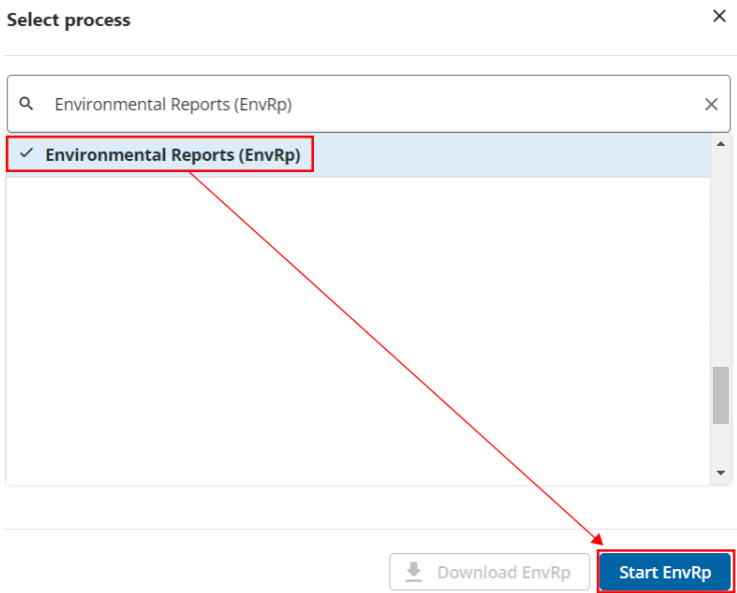 Select process
Environmental Reports (EnvRp)
Environmental Reports (EnvRp)
Download EnvRp
Start EnvRp